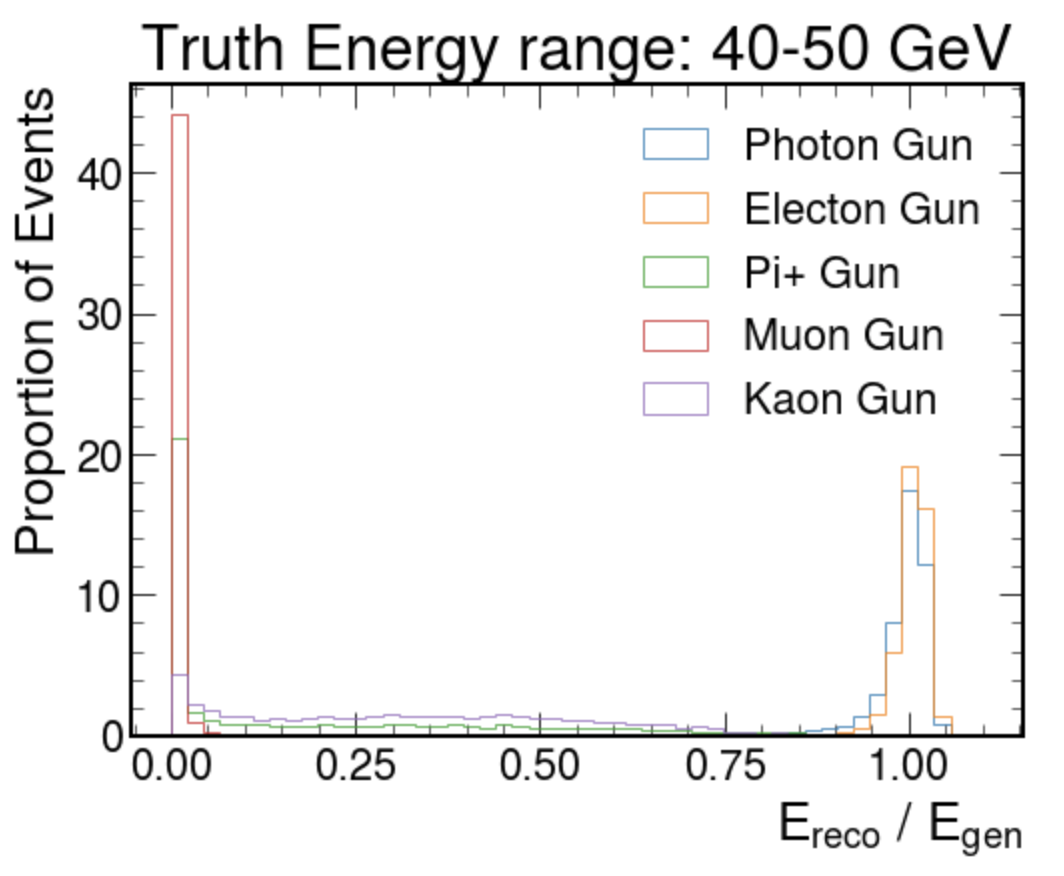 Truth Energy range: 40-50 GeV
Proportion of Events
40
30
20
10
0
Photon Gun
Electon Gun
Pi+ Gun
Muon Gun
Kaon Gun
0.00 0.25 0.50 0.75 1.00
E_reco / E_gen